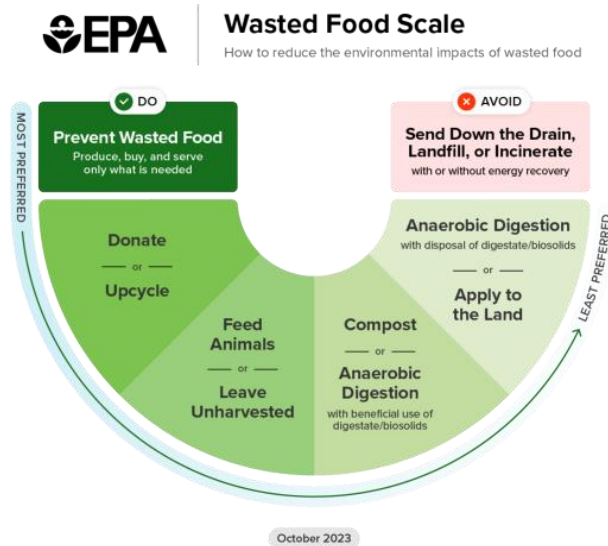 EPA
Wasted Food Scale
How to reduce the environmental impacts of wasted food
DO
Prevent Wasted Food
Produce, buy, and serve
only what is needed
AVOID
Send Down the Drain,
Landfill, or Incinerate
with or without energy recovery
MOST PREFERRED
Donate
or
Upcycle
Feed
Animals
or
Leave
Unharvested
Compost
or
Anaerobic
Digestion
with beneficial use of
digestate/biosolids
Anaerobic Digestion
with disposal of digestate/biosolids
or
Apply to
the Land
LEAST PREFERRED
October 2023